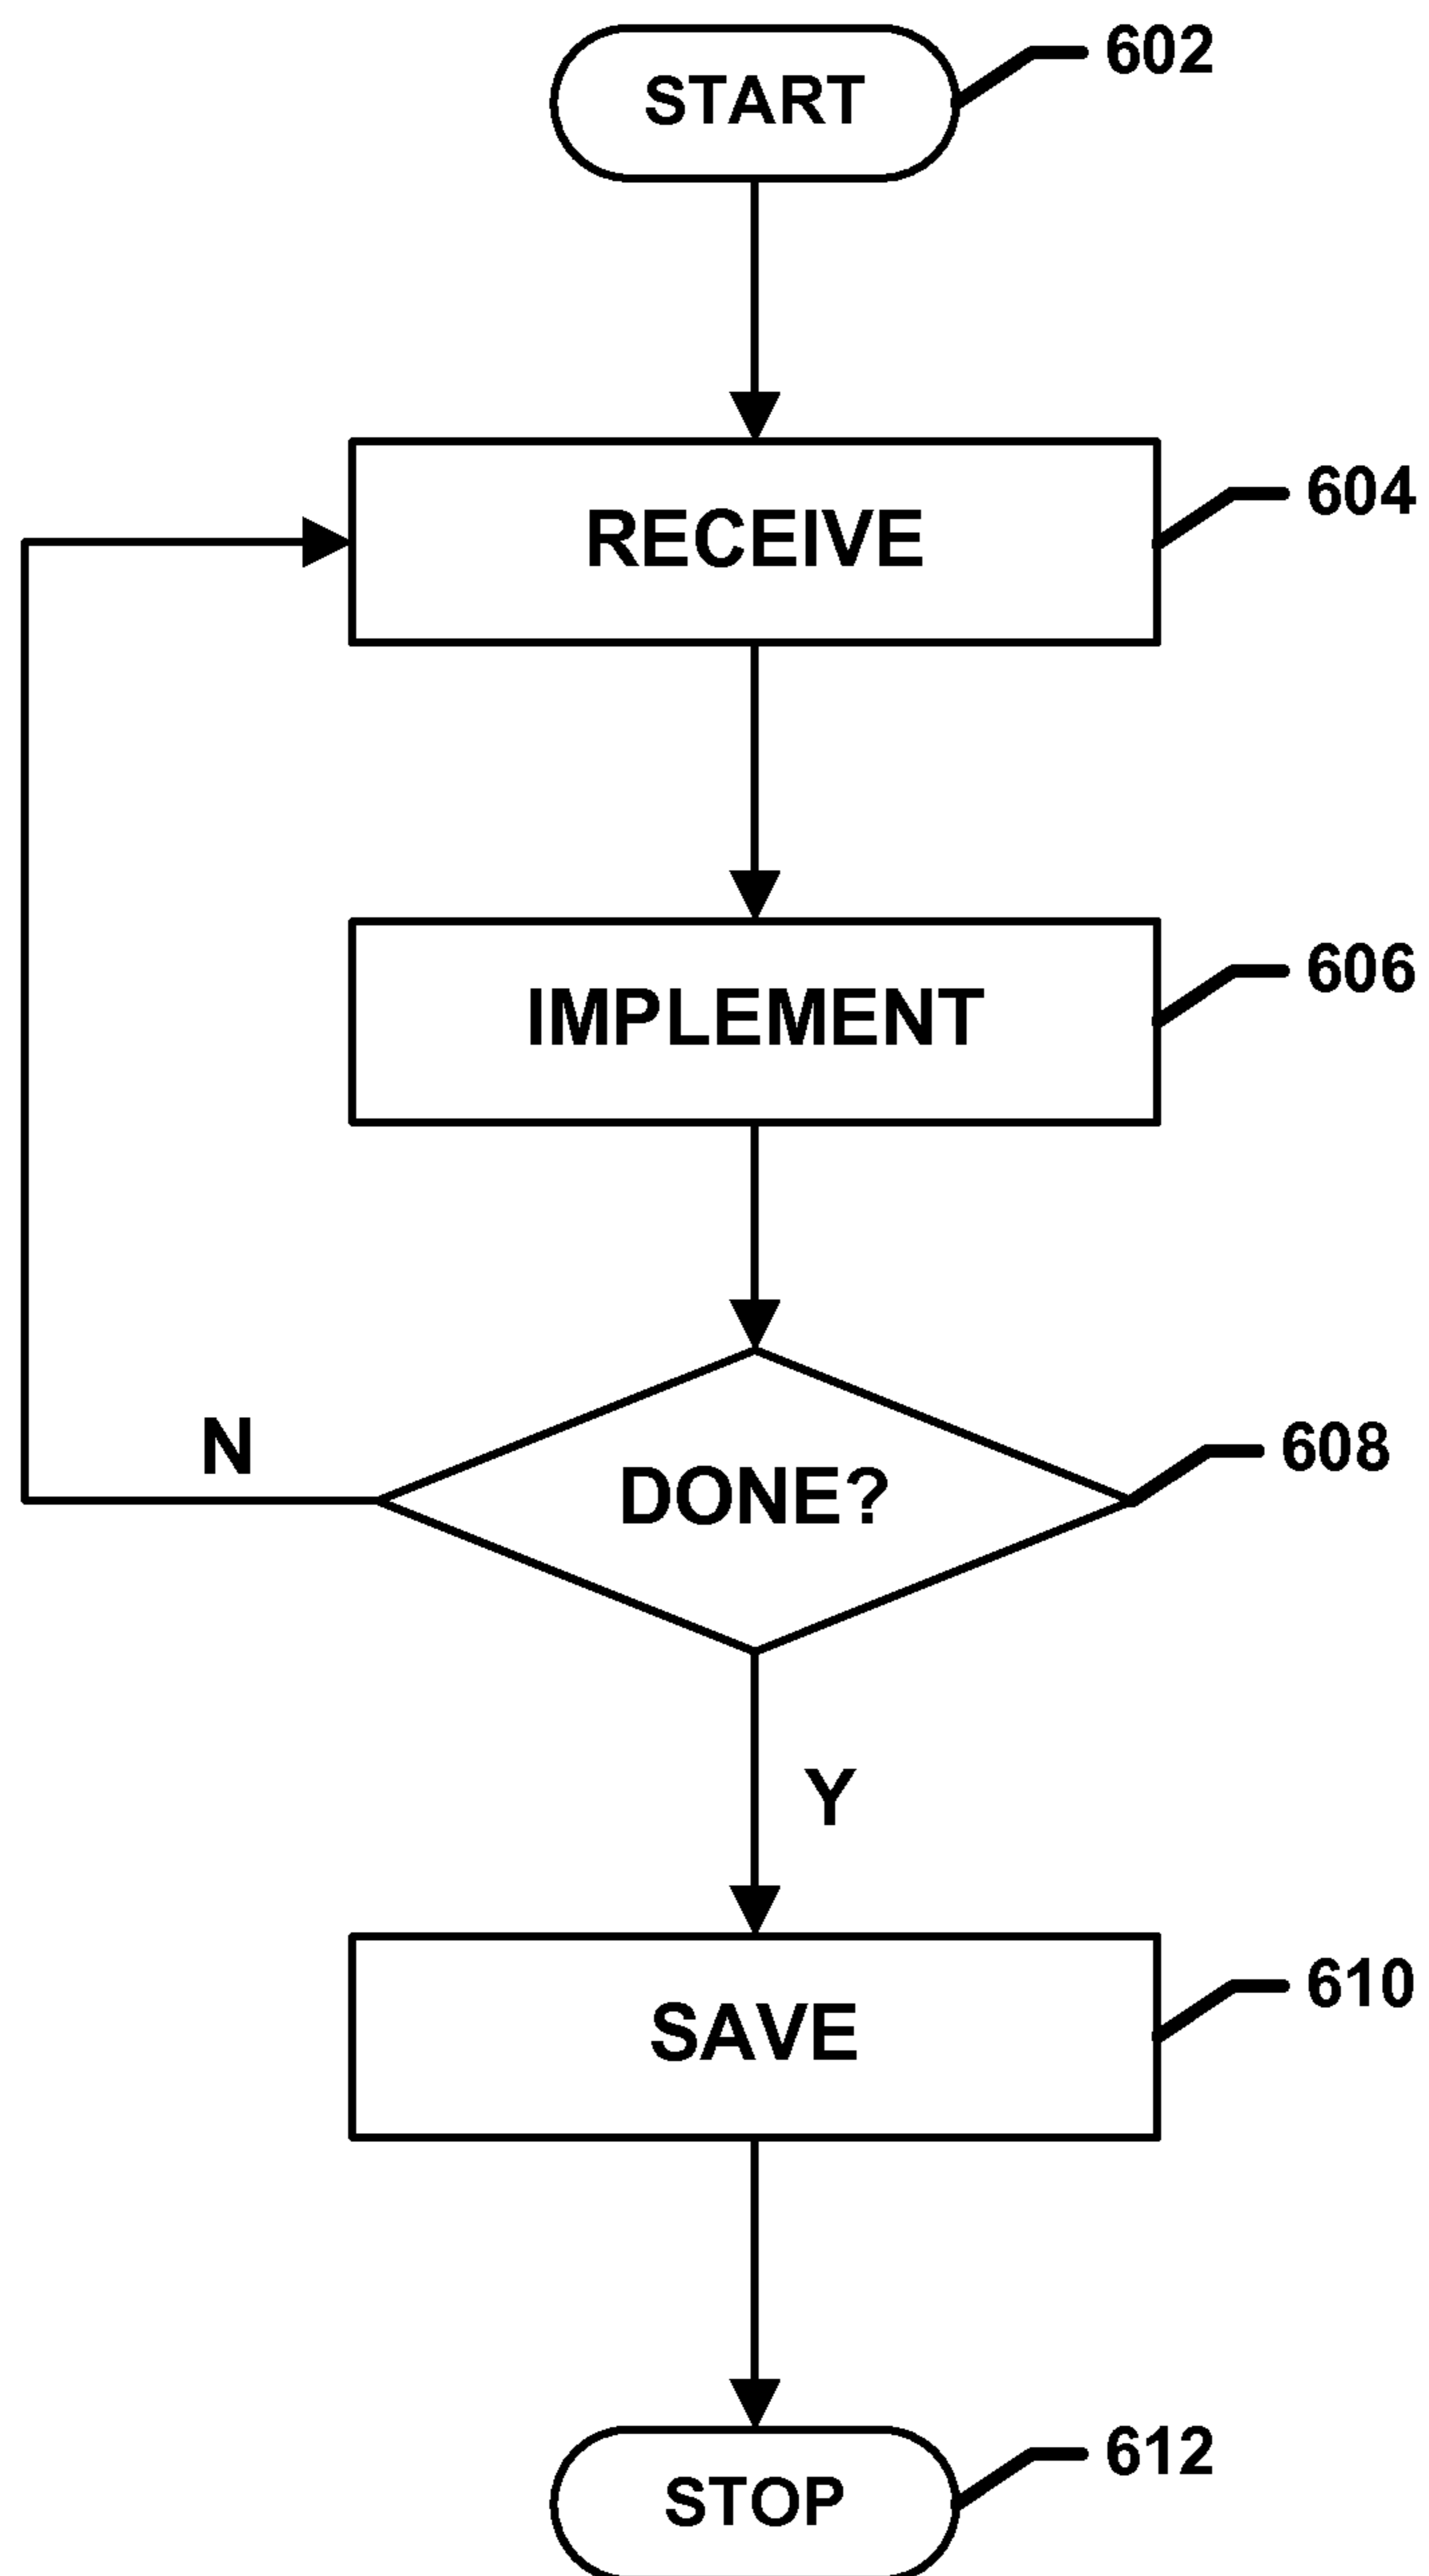 START
602
RECEIVE
604
IMPLEMENT
606
N
DONE?
608
Y
SAVE
610
STOP
612